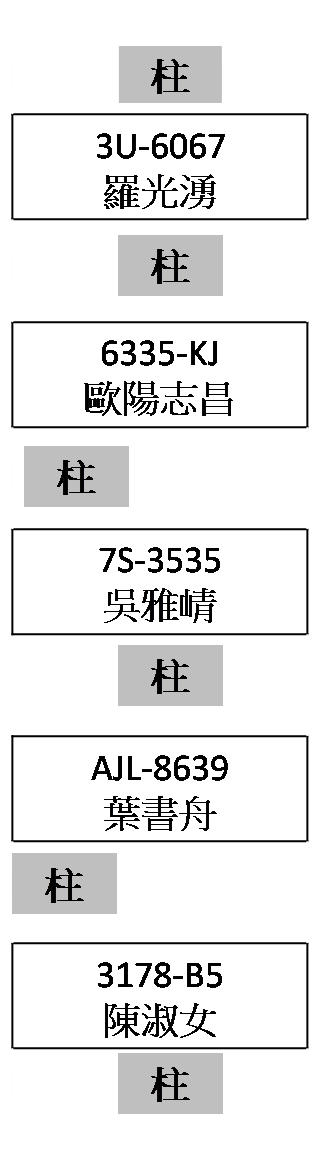 柱
3U-6067
羅光湧
柱
6335-KJ
歐陽志昌
柱
7S-3535
吳雅崝
柱
AJL-8639
葉書舟
柱
3178-B5
陳淑女
柱